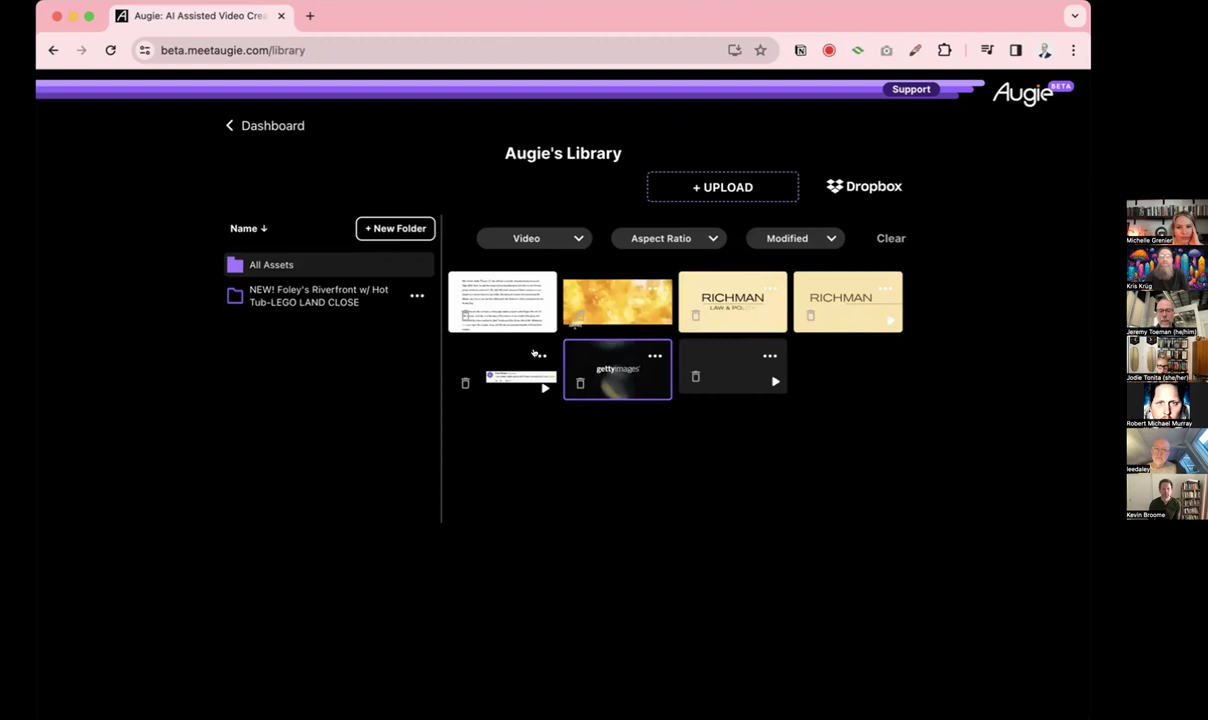 Augie: AI Assisted Video Crea
beta.meetaugie.com/library
Support
Augie BETA
Dashboard
Augie's Library
+ UPLOAD
Dropbox
Name
+ New Folder
Video
Aspect Ratio
Modified
Clear
All Assets
NEW! Foley's Riverfront w/ Hot
Tub-LEGO LAND CLOSE
RICHMAN
LAW & POL
RICHMAN
gettyimages
Michelle Grenier
Kris Krüg
Jeremy Toeman (he/him)
Jodie Tonita (she/her)
Robert Michael Murray
leedaley
Kevin Broome